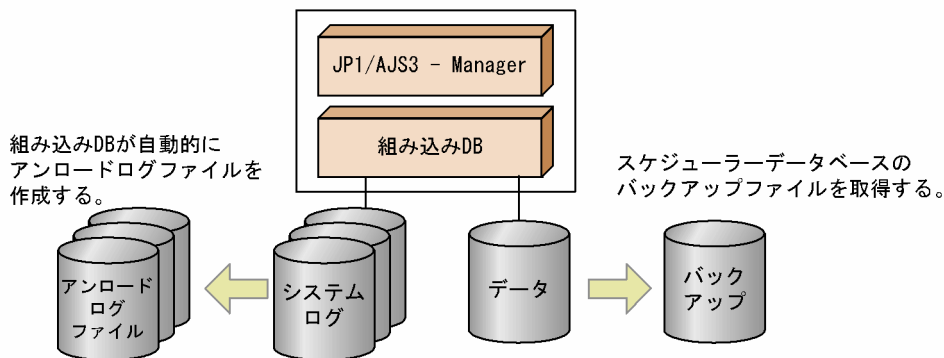 JP1/AJS3 - Manager
組み込みDB
組み込みDBが自動的に
アンロードログファイルを
作成する。
スケジューラーデータベースの
バックアップファイルを取得する。
アンロード
ログ
ファイル
システム
ログ
データ
バック
アップ